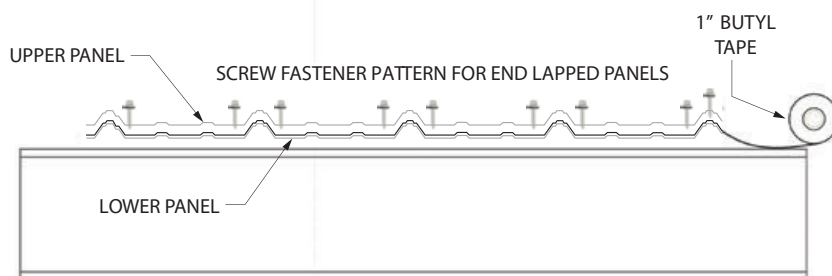 1” BUTYL
TAPE
UPPER PANEL
SCREW FASTENER PATTERN FOR END LAPPED PANELS
LOWER PANEL